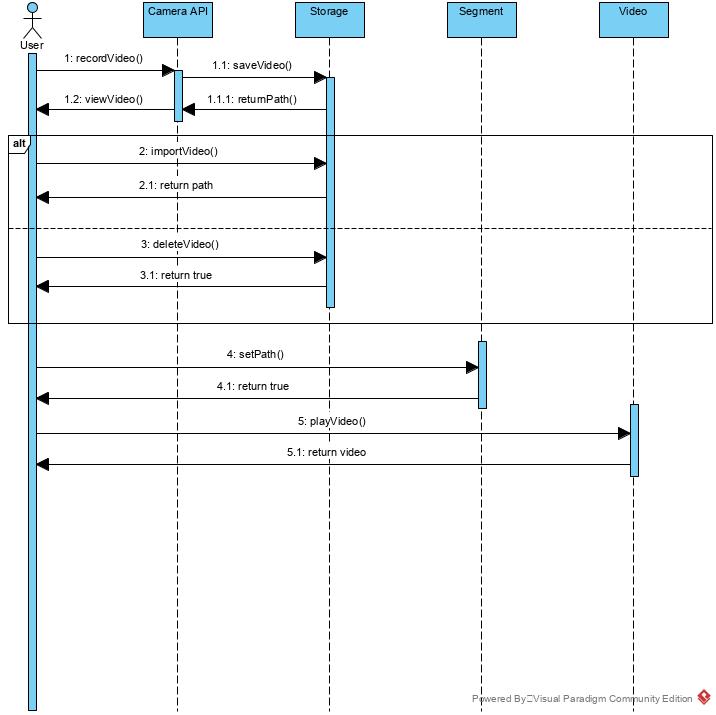 Camera API
Storage
Segment
Video
User
1: recordVideo()
1.1: saveVideo()
1.2: viewVideo()
1.1.1: returnPath()
alt
2: importVideo()
2.1: return path
3: deleteVideo()
3.1: return true
4: setPath()
4.1: return true
5: playVideo()
5.1: return video
Powered By Visual Paradigm Community Edition